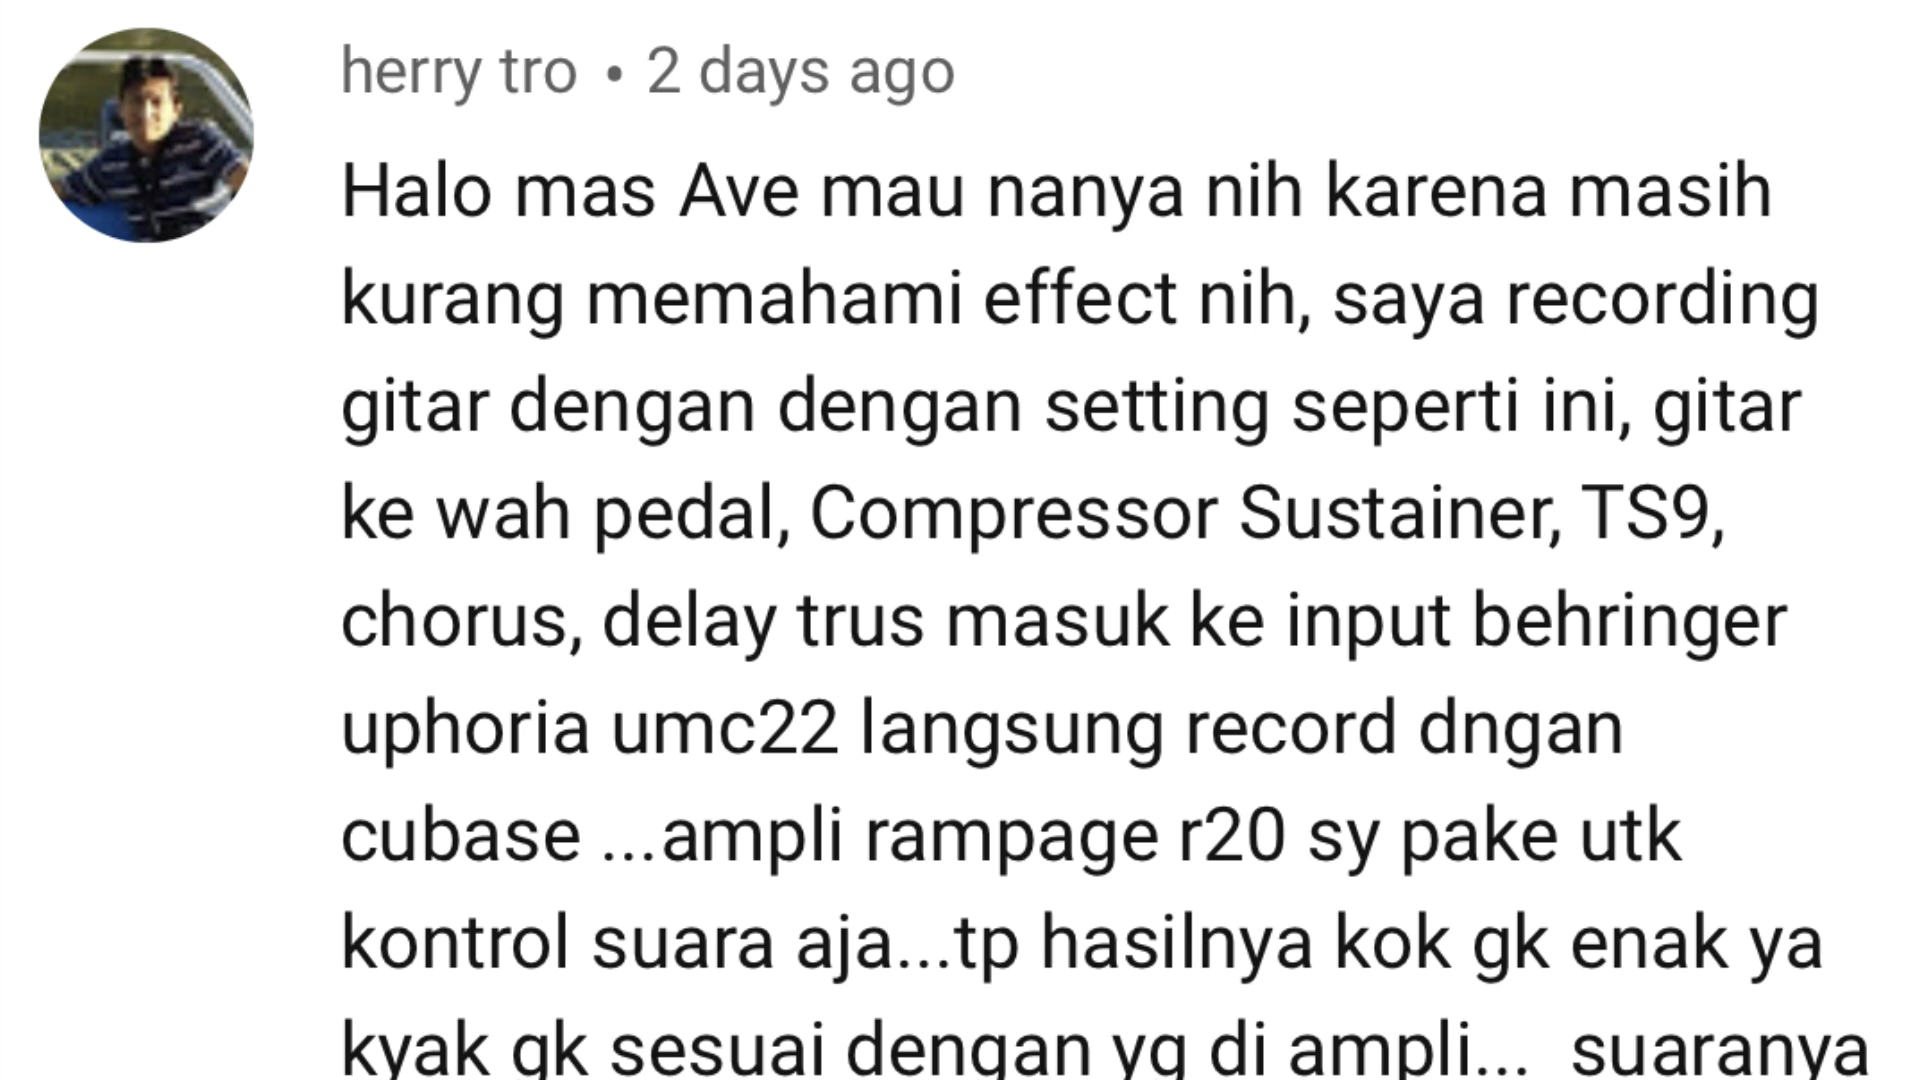 herry tro • 2 days ago
Halo mas Ave mau nanya nih karena masih
kurang memahami effect nih, saya recording
gitar dengan dengan setting seperti ini, gitar
ke wah pedal, Compressor Sustainer, TS9,
chorus, delay trus masuk ke input behringer
uphoria umc22 langsung record dngan
cubase ...ampli rampage r20 sy pake utk
kontrol suara aja...tp hasilnya kok gk enak ya
kyak gk sesuai dengan yg di ampli... suaranya